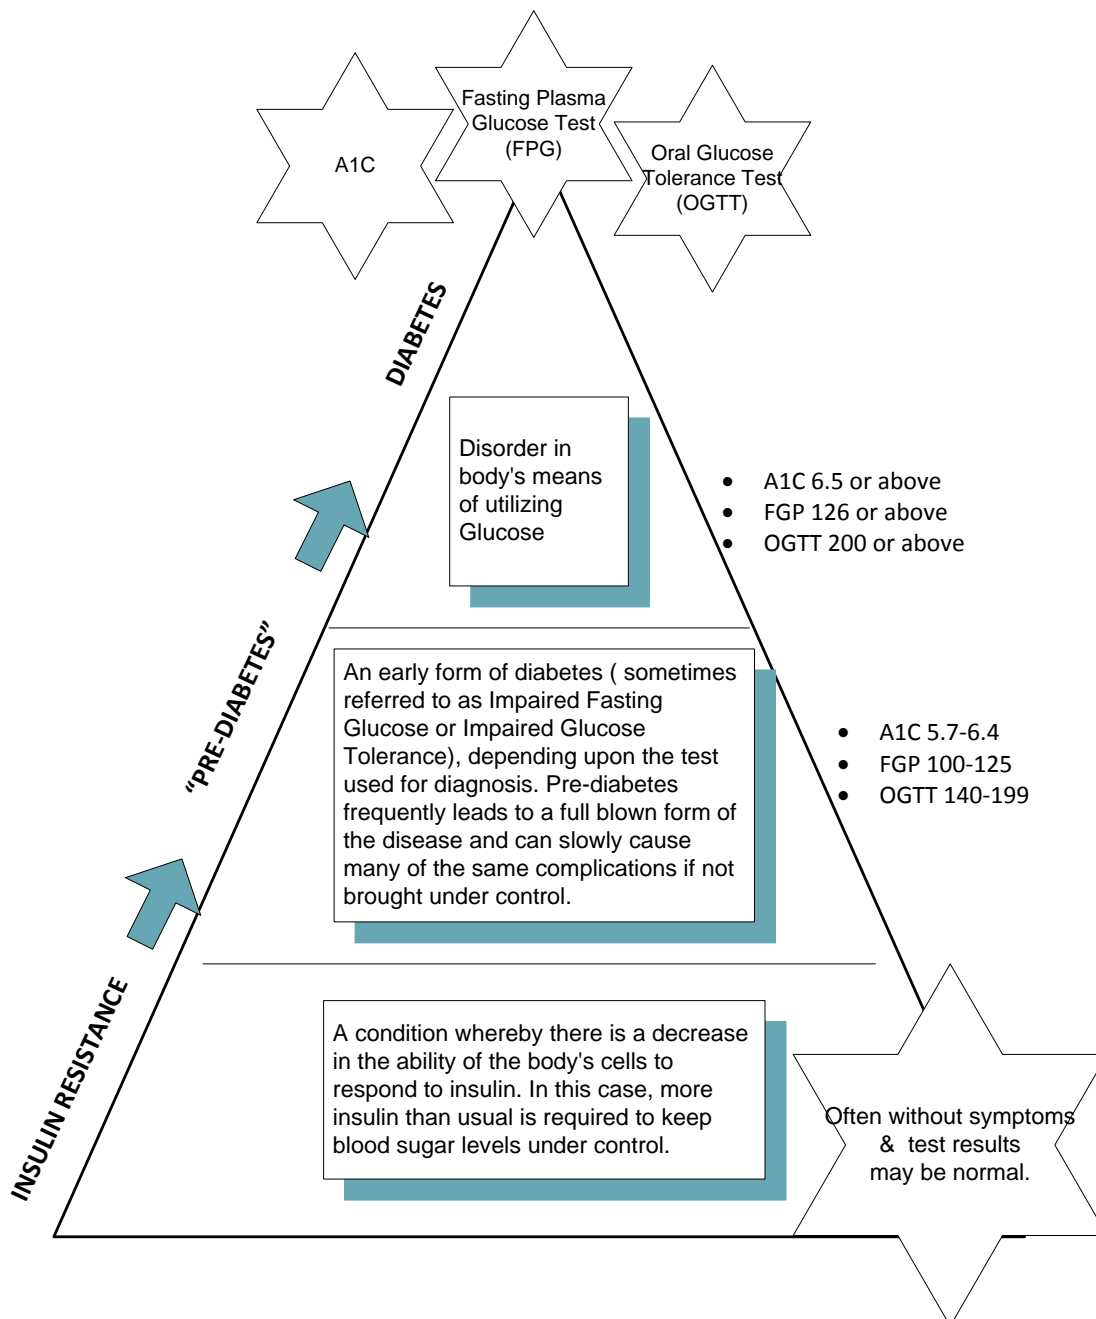 A1C
Fasting Plasma
Glucose Test
(FPG)
Oral Glucose
Tolerance Test
(OGTT)
DIABETES
Disorder in
body's means
of utilizing
Glucose
• A1C 6.5 or above
• FGP 126 or above
• OGTT 200 or above
“PRE-DIABETES”
An early form of diabetes ( sometimes
referred to as Impaired Fasting
Glucose or Impaired Glucose
Tolerance), depending upon the test
used for diagnosis. Pre-diabetes
frequently leads to a full blown form of
the disease and can slowly cause
many of the same complications if not
brought under control.
• A1C 5.7-6.4
• FGP 100-125
• OGTT 140-199
INSULIN RESISTANCE
A condition whereby there is a decrease
in the ability of the body's cells to
respond to insulin. In this case, more
insulin than usual is required to keep
blood sugar levels under control.
Often without symptoms
& test results
may be normal.